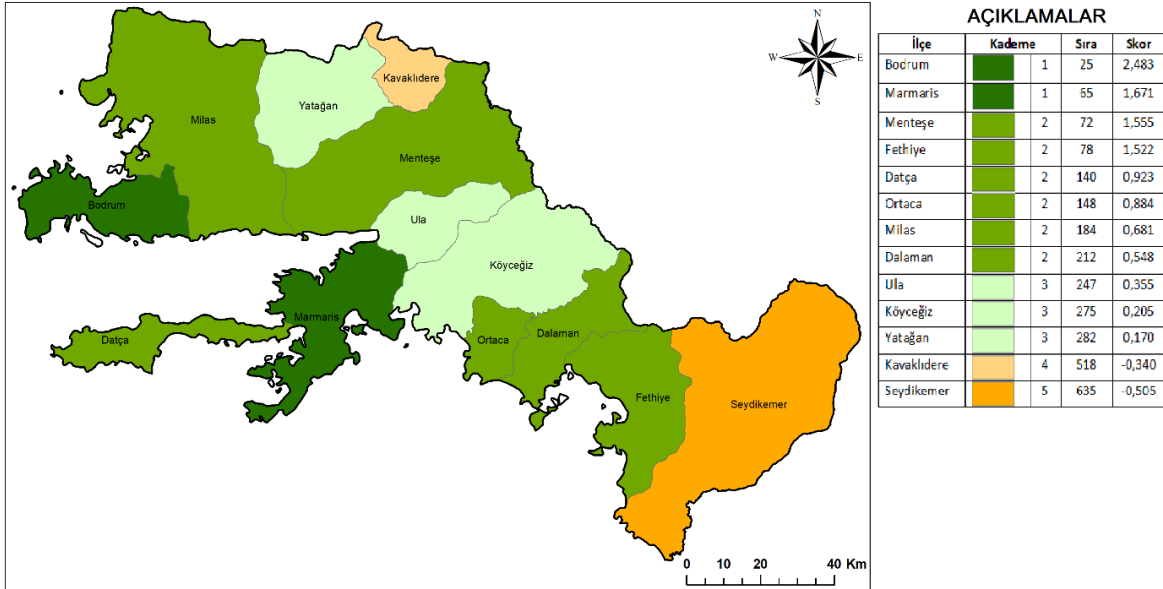 AÇIKLAMALAR
İlçe Kademe Sıra Skor
Bodrum 1 25 2,483
Marmaris 1 65 1,671
Menteşe 2 72 1,555
Fethiye 2 78 1,522
Datça 2 140 0,923
Ortaca 2 148 0,884
Milas 2 184 0,681
Dalaman 2 212 0,548
Ula 3 247 0,355
Köyceğiz 3 275 0,205
Yatağan 3 282 0,170
Kavaklıdere 4 518 -0,340
Seydikemer 5 635 -0,505
N
W E
S
Kavaklıdere
Yatağan
Milas
Menteşe
Bodrum
Ula
Köyceğiz
Marmaris
Datça
Ortaca
Dalaman
Fethiye
Seydikemer
0 10 20 40 Km